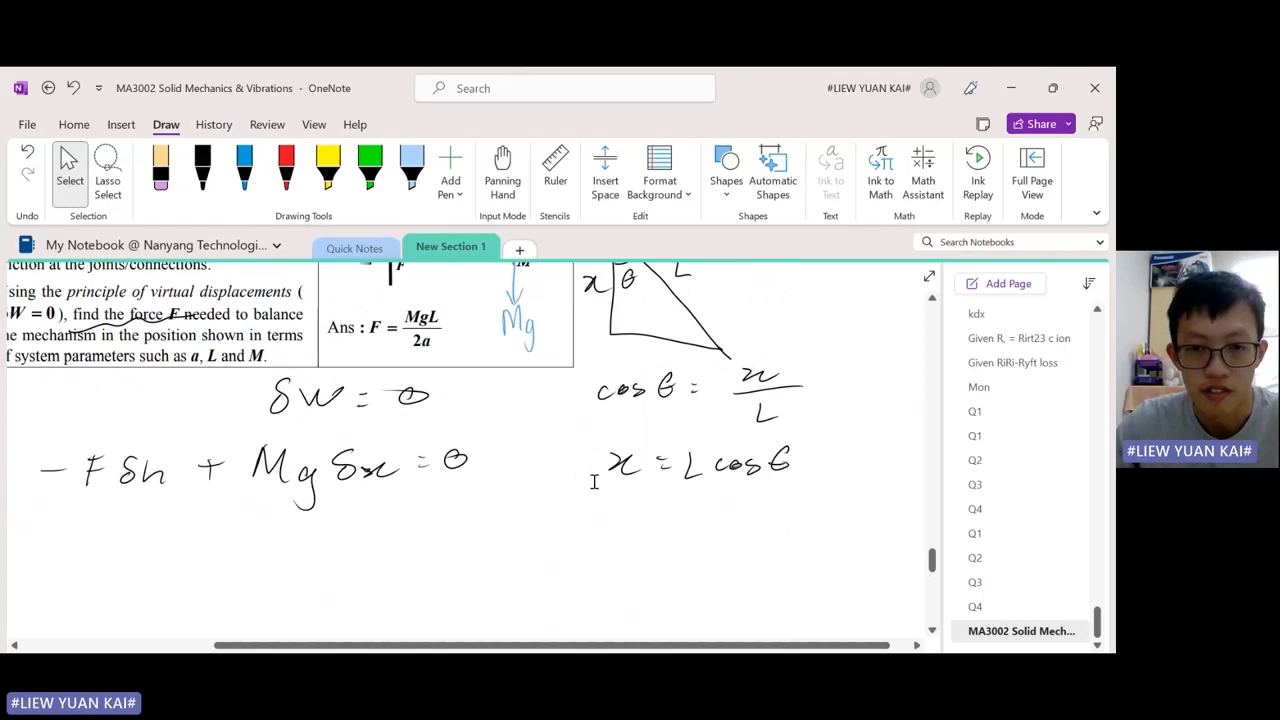 MA3002 Solid Mechanics & Vibrations - OneNote
Search
#LIEW YUAN KAI#
File Home Insert Draw History Review View Help
Share
Undo
Select
Lasso Select
Selection
Drawing Tools
Add Pen
Panning Hand
Input Mode
Ruler
Stencils
Insert Space
Format Background
Edit
Shapes
Automatic Shapes
Shapes
Ink to Text
Text
Ink to Math
Math Assistant
Math
Ink Replay
Replay
Full Page View
Mode
My Notebook @ Nanyang Technologi...
Quick Notes
New Section 1
Search Notebooks
Add Page
kdx
Given R, = Rirt23 c ion
Given RiRi-Ryft loss
Mon
Q1
Q1
Q2
Q3
Q4
Q1
Q2
Q3
Q4
MA3002 Solid Mech...
iction at the joints/connections.
sing the principle of virtual displacements (
W = 0), find the force F needed to balance
he mechanism in the position shown in terms
f system parameters such as a, L and M.
F
M
Mg
Ans : F = MgL / 2a
x θ L
δW = 0
cos θ = x / L
- F δh + Mg δx = 0
x = L cos θ
#LIEW YUAN KAI#
#LIEW YUAN KAI#